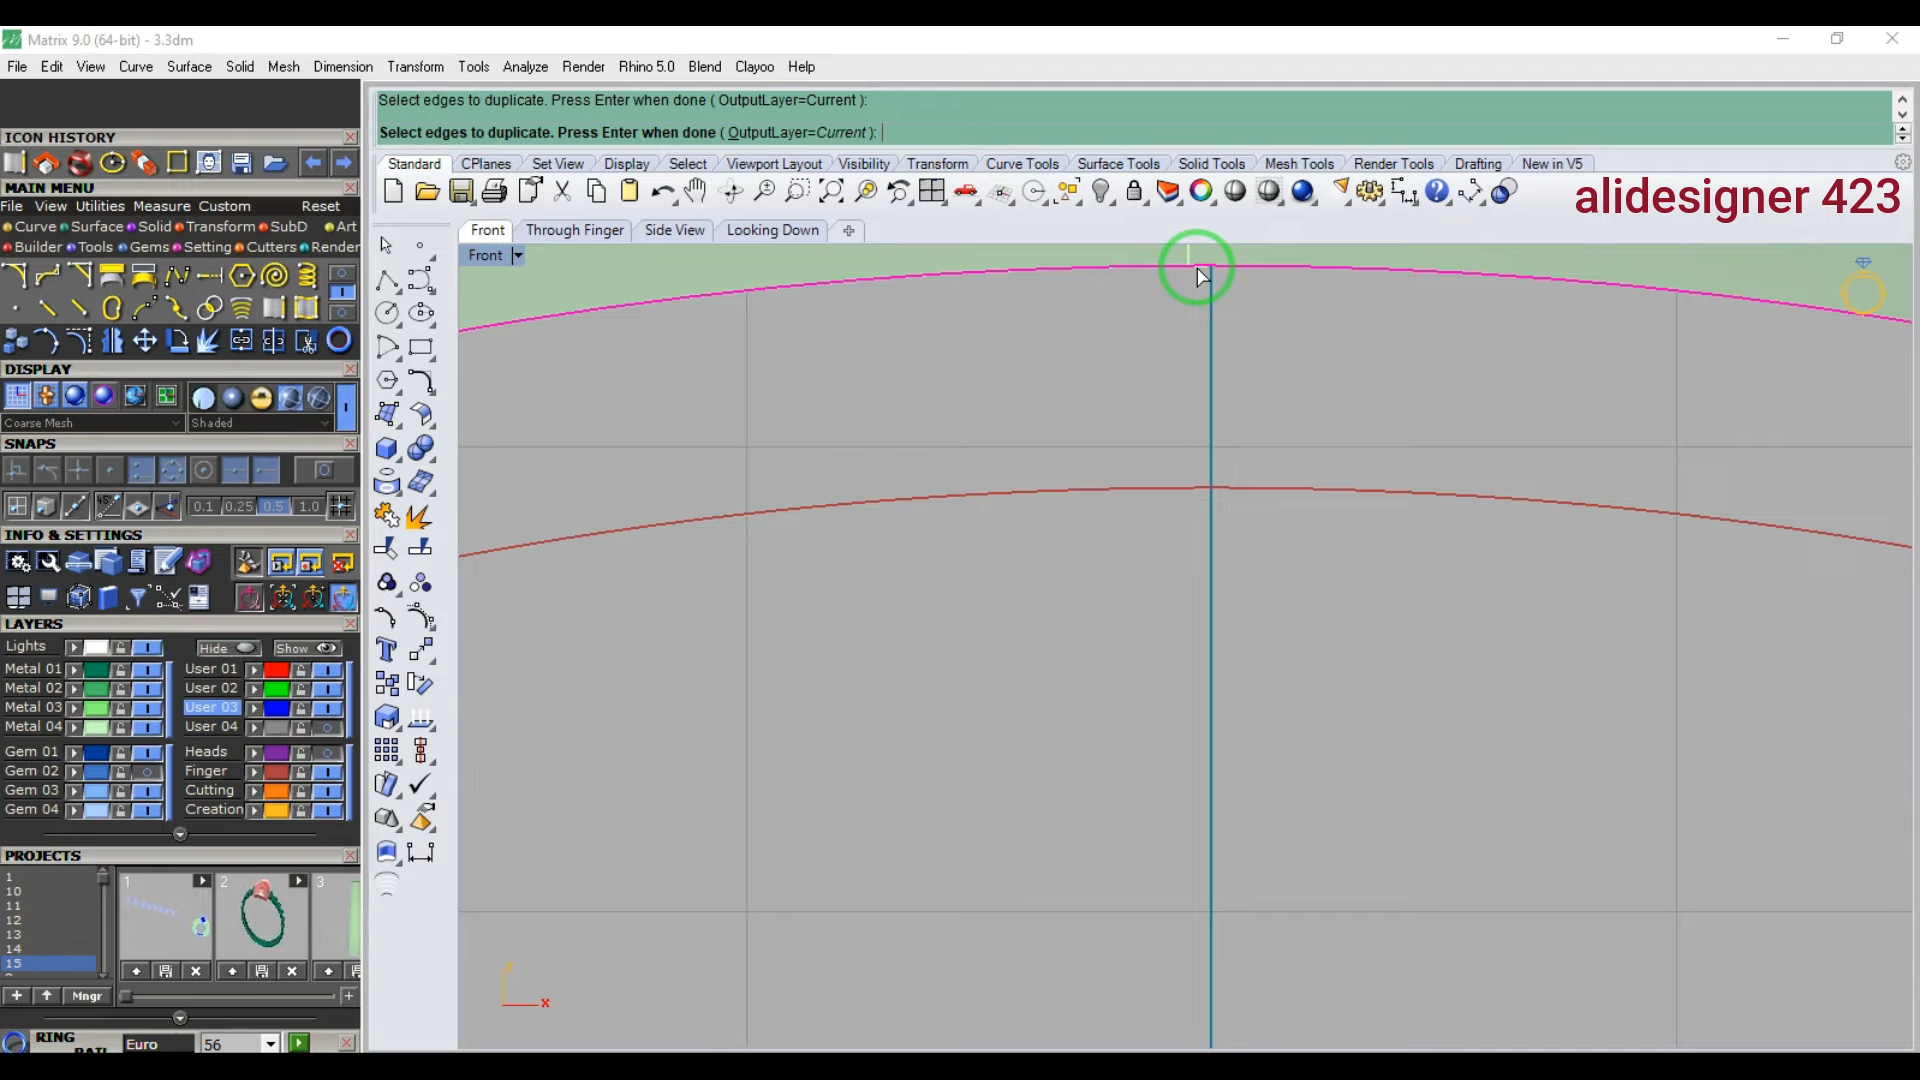 Matrix 9.0 (64-bit) - 3.3dm
File Edit View Curve Surface Solid Mesh Dimension Transform Tools Analyze Render Rhino 5.0 Blend Clayoo Help
Select edges to duplicate. Press Enter when done ( OutputLayer=Current ):
Select edges to duplicate. Press Enter when done ( OutputLayer=Current ):
ICON HISTORY
Standard CPlanes Set View Display Select Viewport Layout Visibility Transform Curve Tools Surface Tools Solid Tools Mesh Tools Render Tools Drafting New in V5
MAIN MENU
alidesigner 423
File View Utilities Measure Custom Reset
Curve Surface Solid Transform SubD Art
Builder Tools Gems Setting Cutters Render
Front Through Finger Side View Looking Down
Front
DISPLAY
Coarse Mesh Shaded
SNAPS
0.1 0.25 0.5 1.0
INFO & SETTINGS
LAYERS
Lights Hide Show
Metal 01 User 01
Metal 02 User 02
Metal 03 User 03
Metal 04 User 04
Gem 01 Heads
Gem 02 Finger
Gem 03 Cutting
Gem 04 Creation
PROJECTS
1
10
11
12
13
14
15
1 2 3
Mngr
x
RING
Euro 56